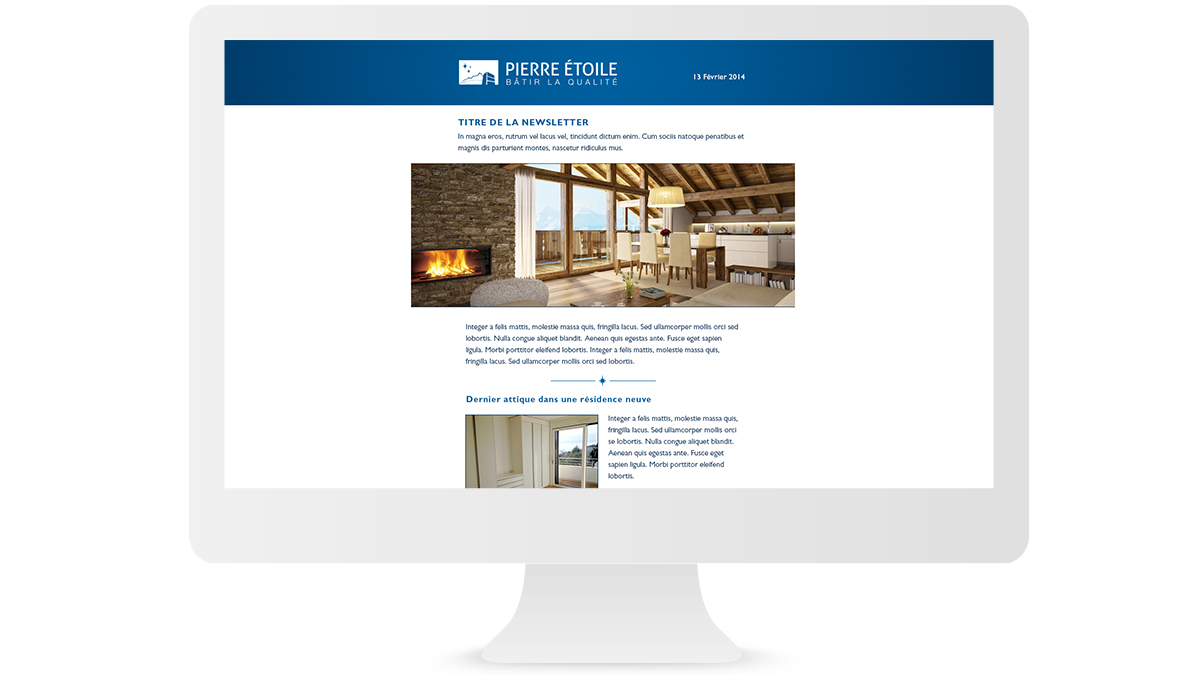 PIERRE ÉTOILE
BÂTIR LA QUALITÉ
13 Février 2014
TITRE DE LA NEWSLETTER
In magna eros, rutrum vel lacus vel, tincidunt dictum enim. Cum sociis natoque penatibus et
magnis dis parturient montes, nascetur ridiculus mus.
Integer a felis mattis, molestie massa quis, fringilla lacus. Sed ullamcorper mollis orci sed
lobortis. Nulla congue aliquet blandit. Aenean quis egestas ante. Fusce eget sapien
ligula. Morbi porttitor eleifend lobortis. Integer a felis mattis, molestie massa quis,
fringilla lacus. Sed ullamcorper mollis orci sed lobortis.
Dernier attique dans une résidence neuve
Integer a felis mattis, molestie massa quis,
fringilla lacus. Sed ullamcorper mollis orci
se lobortis. Nulla congue aliquet blandit.
Aenean quis egestas ante. Fusce eget
sapien ligula. Morbi porttitor eleifend
lobortis.